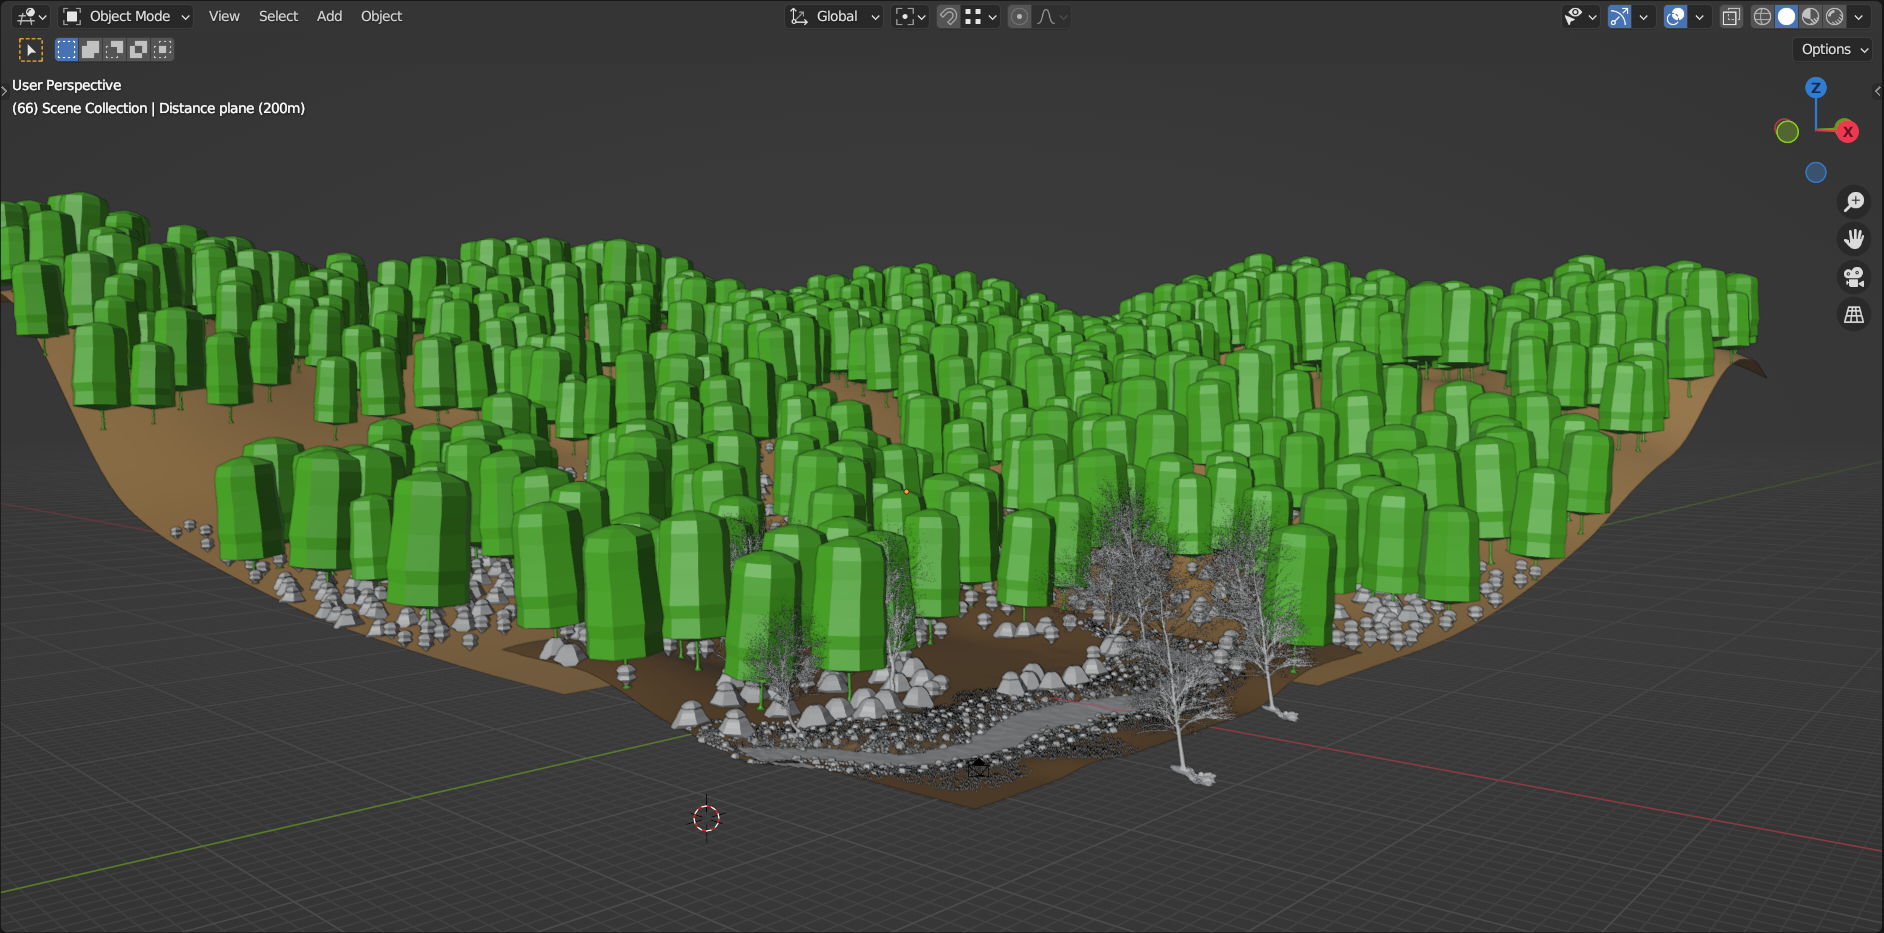 Object Mode View Select Add Object Global
Options
User Perspective
(66) Scene Collection | Distance plane (200m)
Z
X